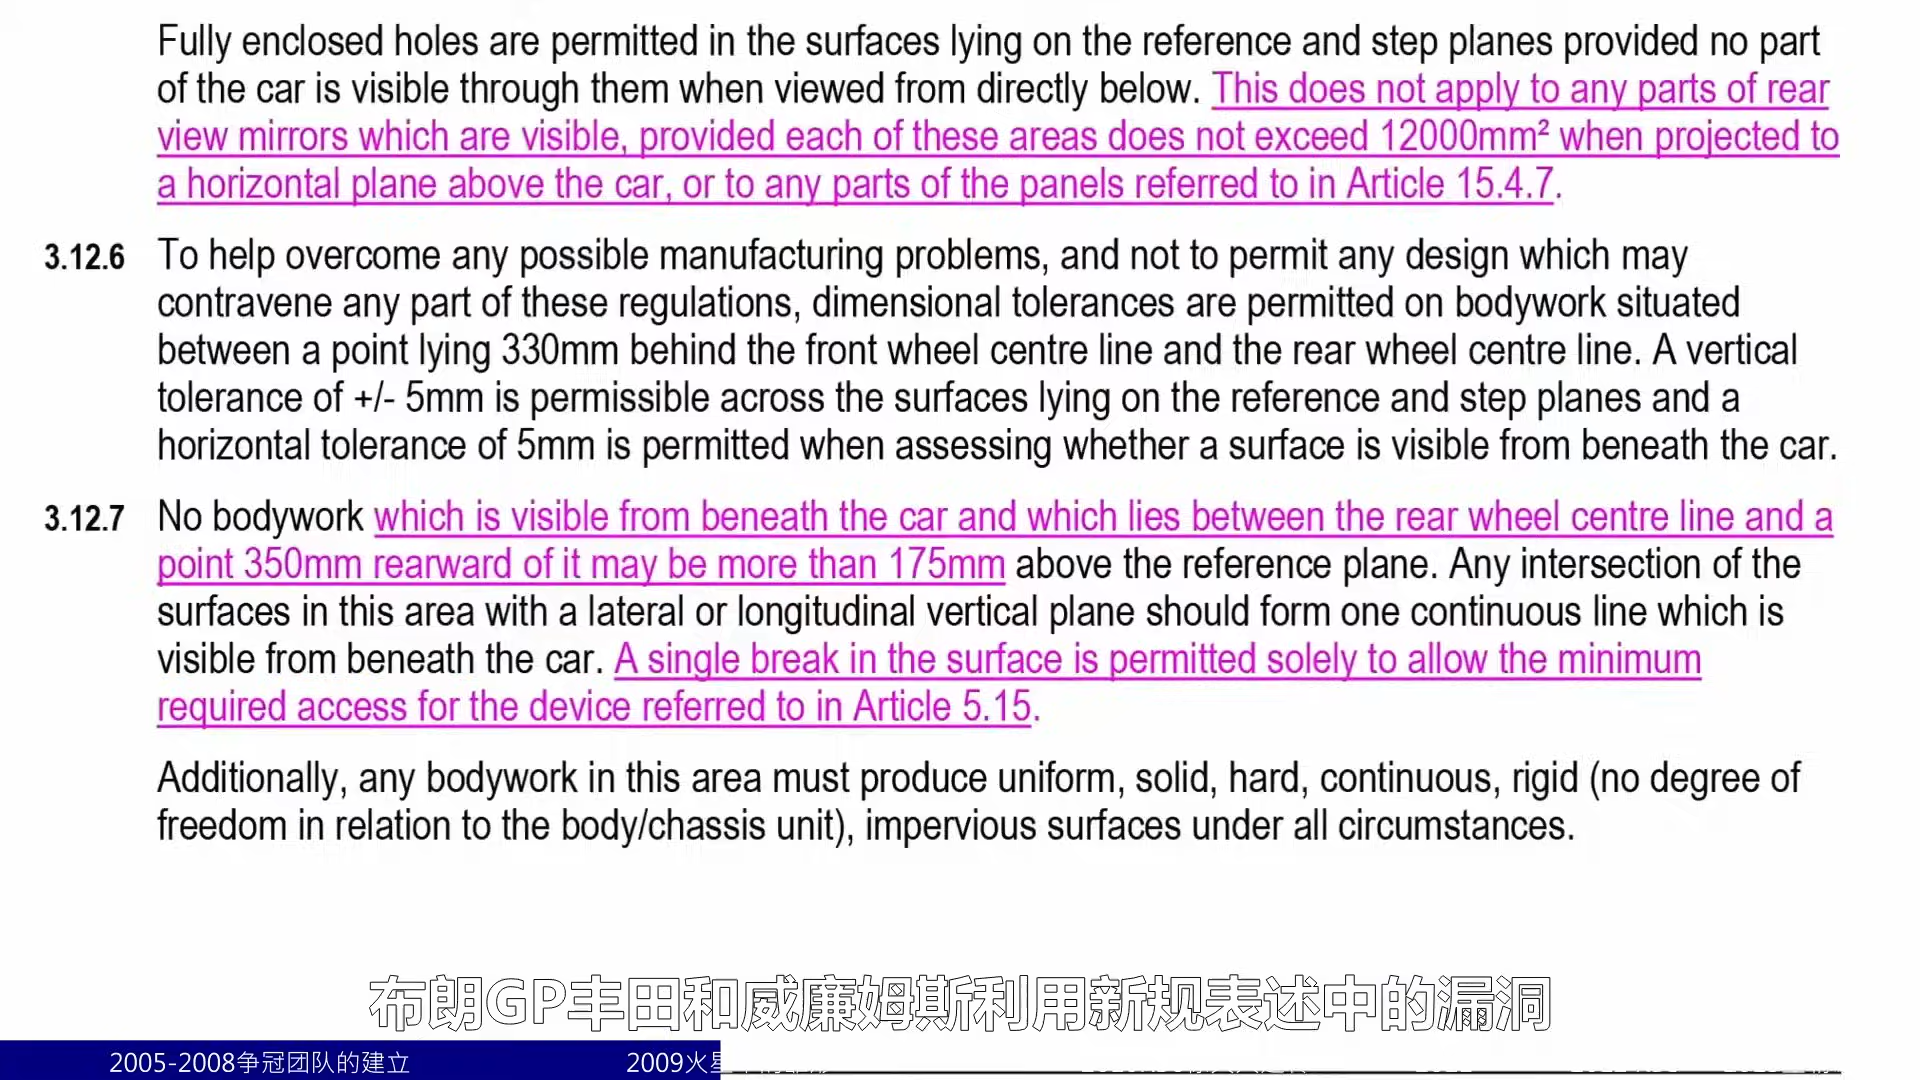 Fully enclosed holes are permitted in the surfaces lying on the reference and step planes provided no part
of the car is visible through them when viewed from directly below. This does not apply to any parts of rear
view mirrors which are visible, provided each of these areas does not exceed 12000mm² when projected to
a horizontal plane above the car, or to any parts of the panels referred to in Article 15.4.7.
3.12.6 To help overcome any possible manufacturing problems, and not to permit any design which may
contravene any part of these regulations, dimensional tolerances are permitted on bodywork situated
between a point lying 330mm behind the front wheel centre line and the rear wheel centre line. A vertical
tolerance of +/- 5mm is permissible across the surfaces lying on the reference and step planes and a
horizontal tolerance of 5mm is permitted when assessing whether a surface is visible from beneath the car.
3.12.7 No bodywork which is visible from beneath the car and which lies between the rear wheel centre line and a
point 350mm rearward of it may be more than 175mm above the reference plane. Any intersection of the
surfaces in this area with a lateral or longitudinal vertical plane should form one continuous line which is
visible from beneath the car. A single break in the surface is permitted solely to allow the minimum
required access for the device referred to in Article 5.15.
Additionally, any bodywork in this area must produce uniform, solid, hard, continuous, rigid (no degree of
freedom in relation to the body/chassis unit), impervious surfaces under all circumstances.
布朗GP丰田和威廉姆斯利用新规表述中的漏洞
2005-2008争冠团队的建立 2009火星